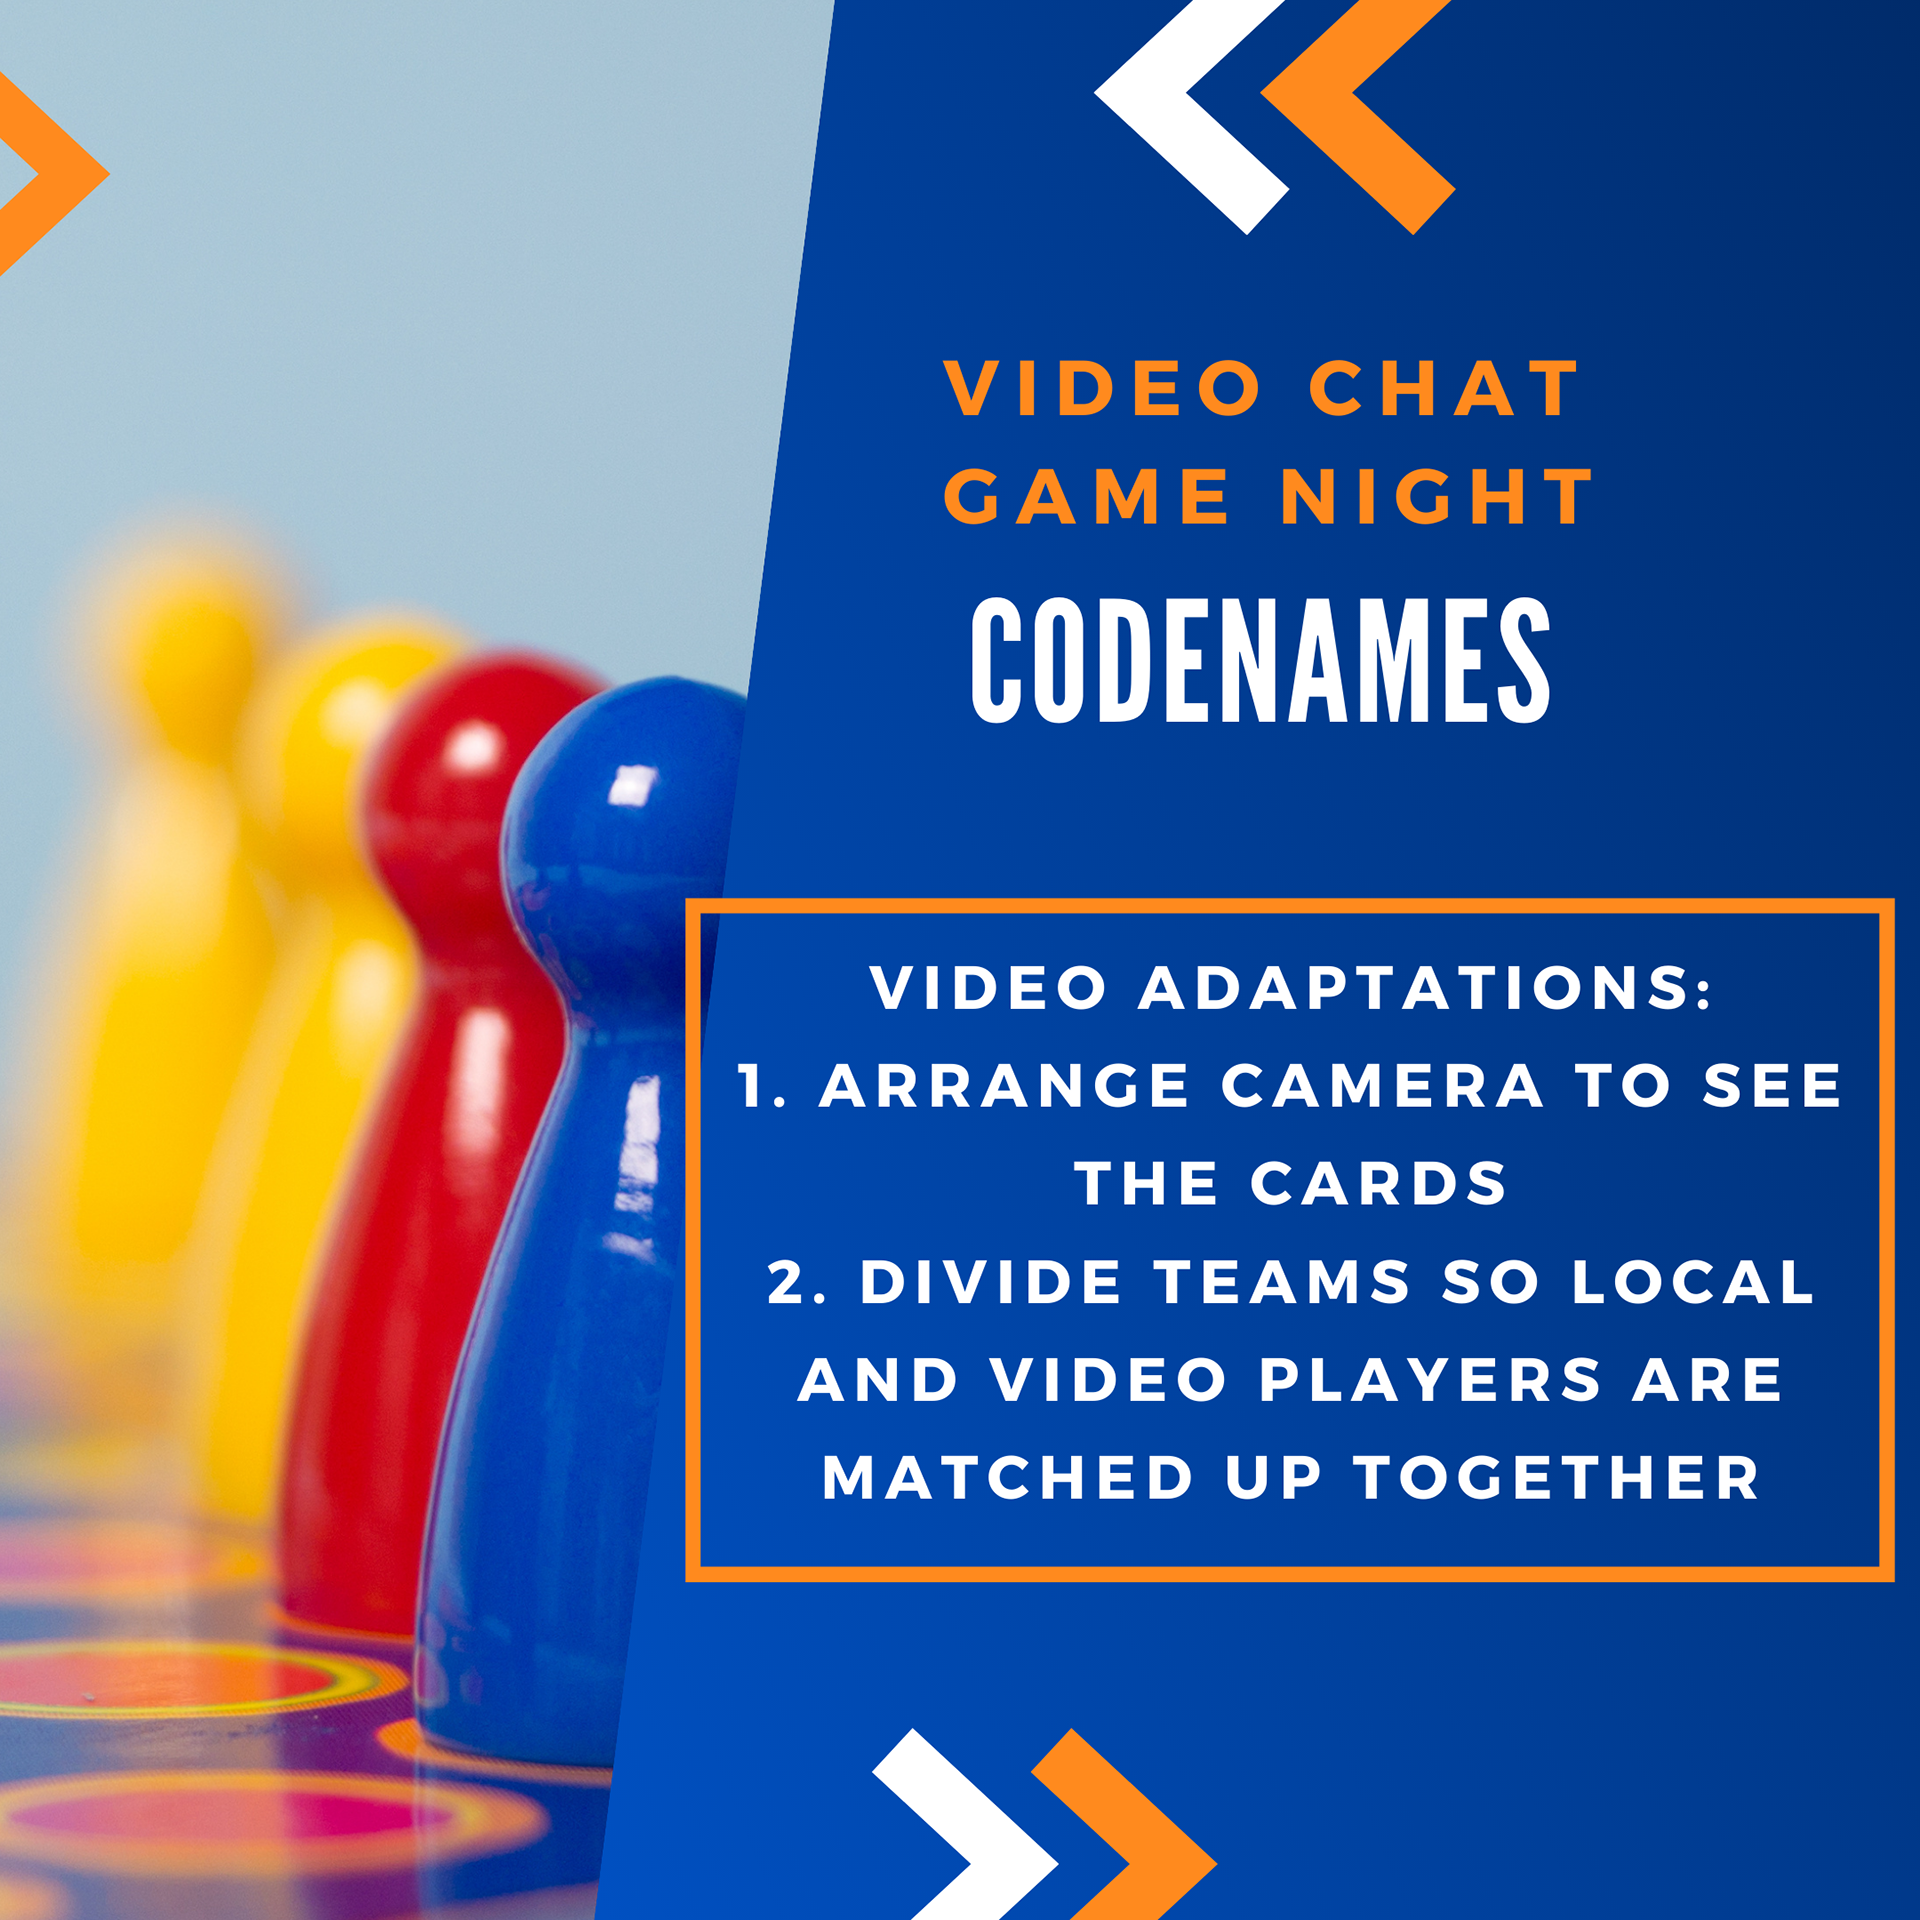 VIDEO CHAT
GAME NIGHT
CODENAMES
VIDEO ADAPTATIONS:
1. ARRANGE CAMERA TO SEE
THE CARDS
2. DIVIDE TEAMS SO LOCAL
AND VIDEO PLAYERS ARE
MATCHED UP TOGETHER